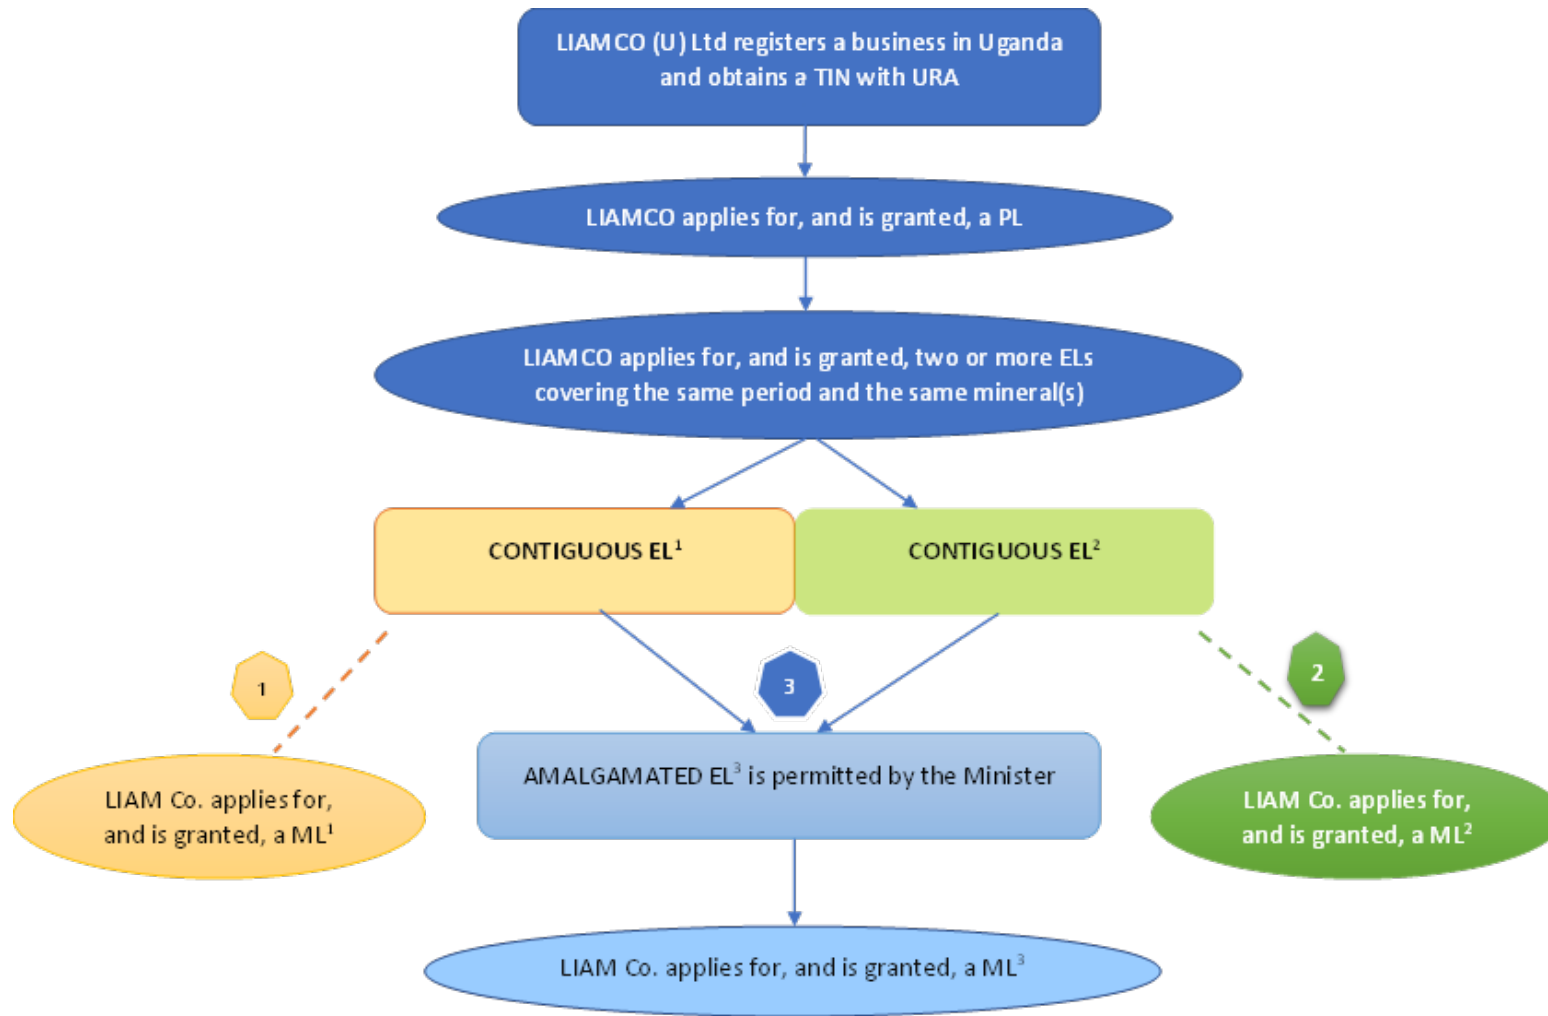 LIAMCO (U) Ltd registers a business in Uganda
and obtains a TIN with URA
LIAMCO applies for, and is granted, a PL
LIAMCO applies for, and is granted, two or more ELs
covering the same period and the same mineral(s)
CONTIGUOUS EL¹
CONTIGUOUS EL²
1
3
2
AMALGAMATED EL³ is permitted by the Minister
LIAM Co. applies for,
and is granted, a ML¹
LIAM Co. applies for,
and is granted, a ML²
LIAM Co. applies for, and is granted, a ML³